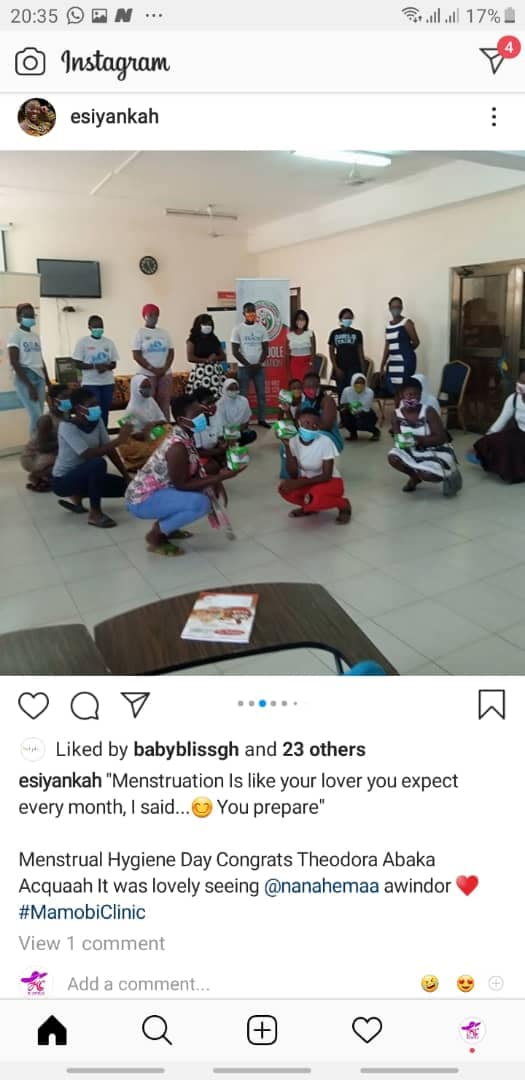 20:35
17%
Instagram
4
esiyankah
Liked by babyblissgh and 23 others
esiyankah "Menstruation Is like your lover you expect
every month, I said...😊 You prepare"
Menstrual Hygiene Day Congrats Theodora Abaka
Acquaah It was lovely seeing @nanahemaa awindor ❤️
#MamobiClinic
View 1 comment
Add a comment...